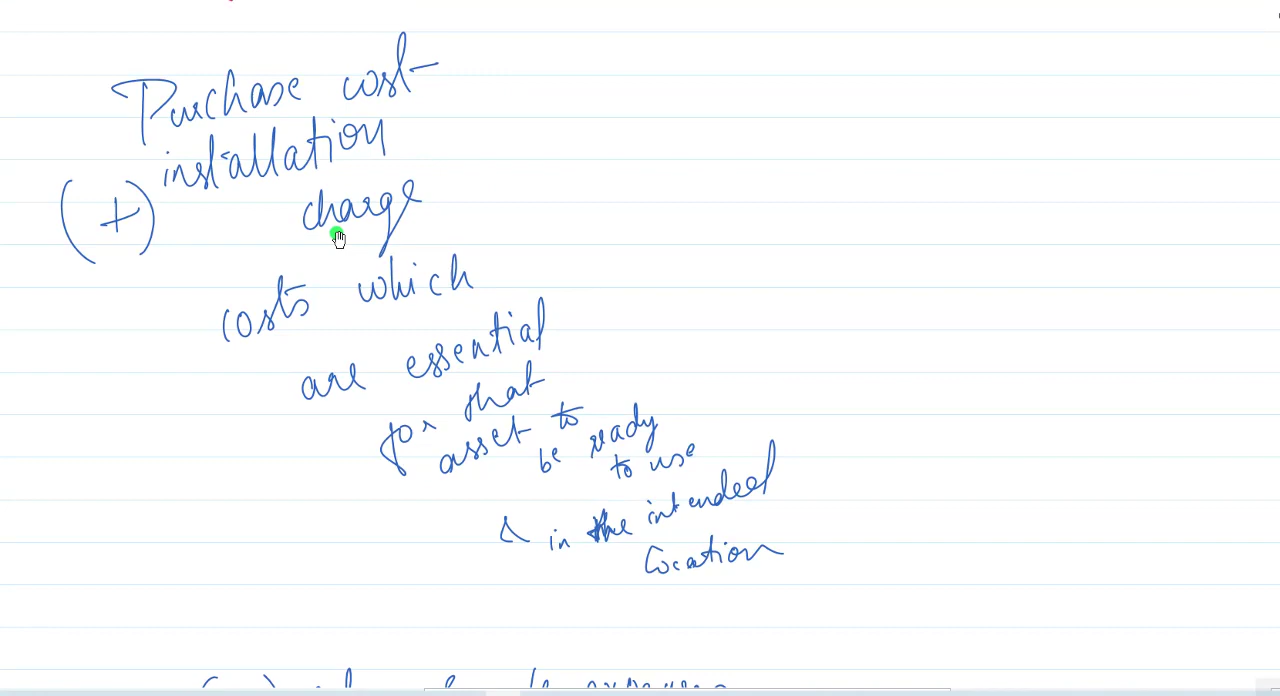 Purchase cost
installation
(+)
charge
costs which
are essential
for that
asset to
be ready
to use
& in the intended
location